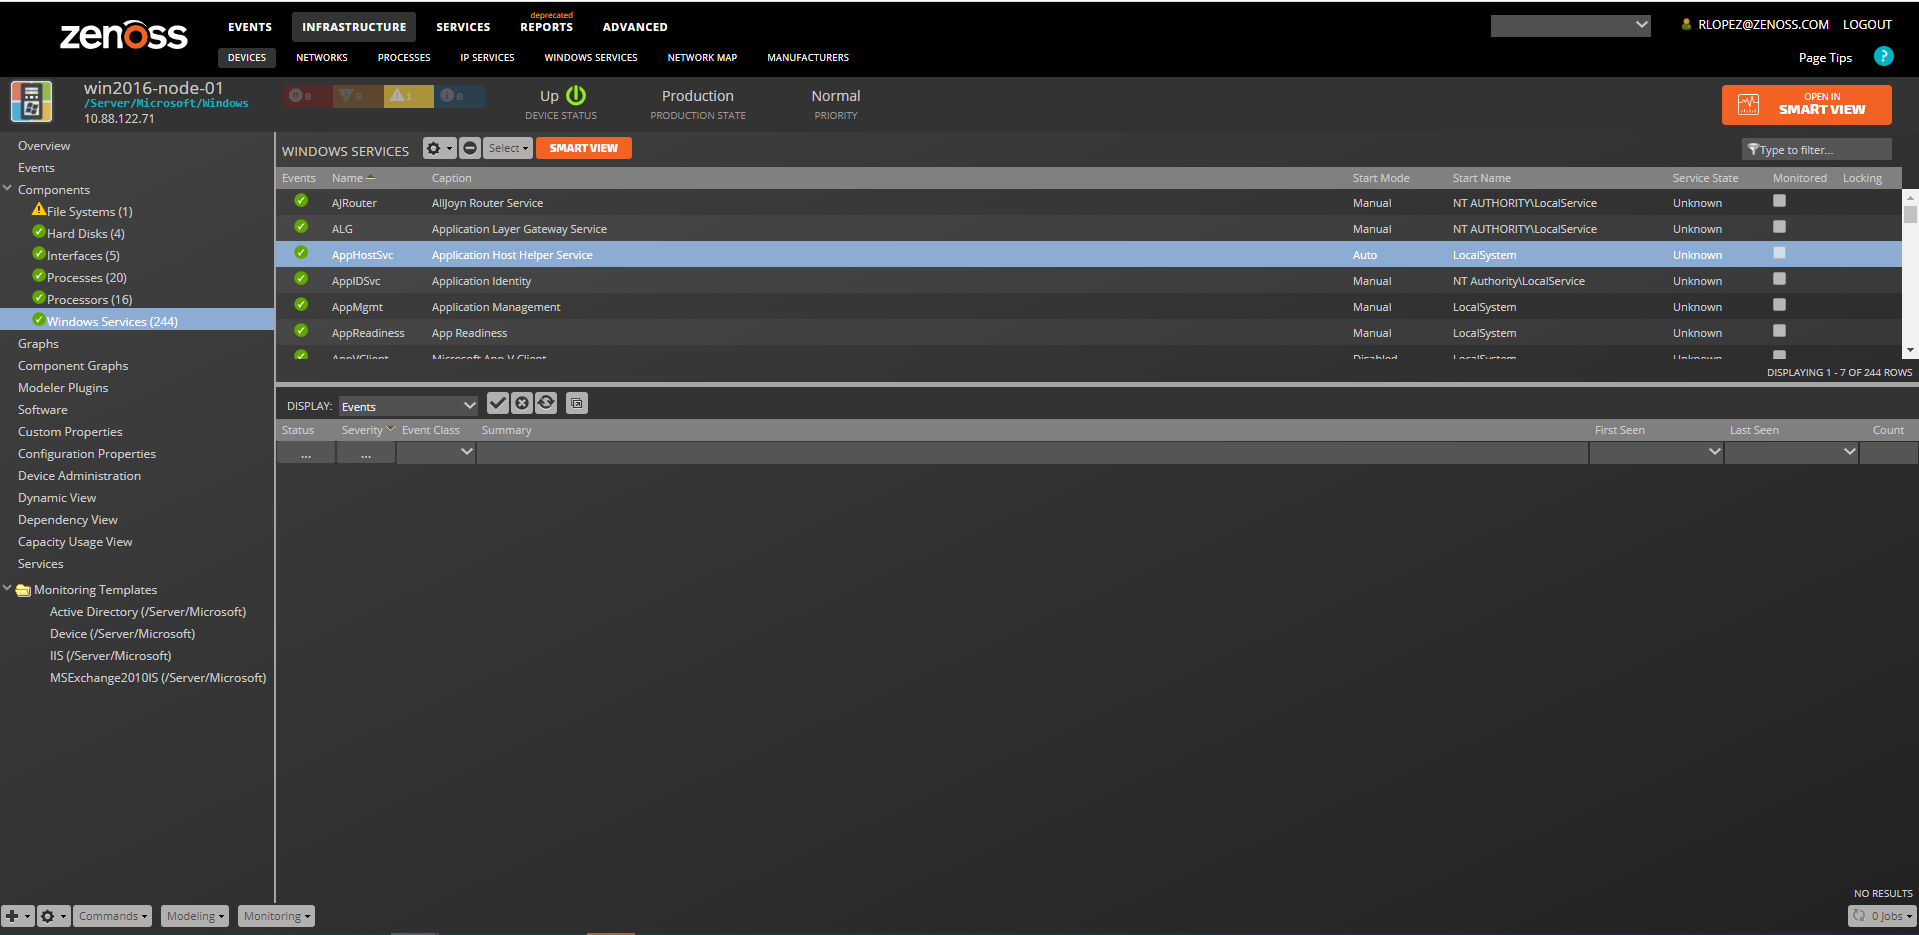 zenoss
EVENTS
INFRASTRUCTURE
SERVICES
deprecated
REPORTS
ADVANCED
RLOPEZ@ZENOSS.COM
LOGOUT
DEVICES
NETWORKS
PROCESSES
IP SERVICES
WINDOWS SERVICES
NETWORK MAP
MANUFACTURERS
Page Tips
?
win2016-node-01
/Server/Microsoft/Windows
10.88.122.71
0
0
1
0
Up
DEVICE STATUS
Production
PRODUCTION STATE
Normal
PRIORITY
OPEN IN
SMART VIEW
Overview
Events
Components
File Systems (1)
Hard Disks (4)
Interfaces (5)
Processes (20)
Processors (16)
Windows Services (244)
Graphs
Component Graphs
Modeler Plugins
Software
Custom Properties
Configuration Properties
Device Administration
Dynamic View
Dependency View
Capacity Usage View
Services
Monitoring Templates
Active Directory (/Server/Microsoft)
Device (/Server/Microsoft)
IIS (/Server/Microsoft)
MSExchange2010IS (/Server/Microsoft)
WINDOWS SERVICES
Select
SMART VIEW
Type to filter...
Events Name Caption Start Mode Start Name Service State Monitored Locking
AJRouter AllJoyn Router Service Manual NT AUTHORITY\LocalService Unknown
ALG Application Layer Gateway Service Manual NT AUTHORITY\LocalService Unknown
AppHostSvc Application Host Helper Service Auto LocalSystem Unknown
AppIDSvc Application Identity Manual NT Authority\LocalService Unknown
AppMgmt Application Management Manual LocalSystem Unknown
AppReadiness App Readiness Manual LocalSystem Unknown
AppVClient Microsoft App-V Client Disabled LocalSystem Unknown
DISPLAYING 1 - 7 OF 244 ROWS
DISPLAY: Events
Status Severity Event Class Summary First Seen Last Seen Count
... ...
NO RESULTS
Commands
Modeling
Monitoring
0 Jobs